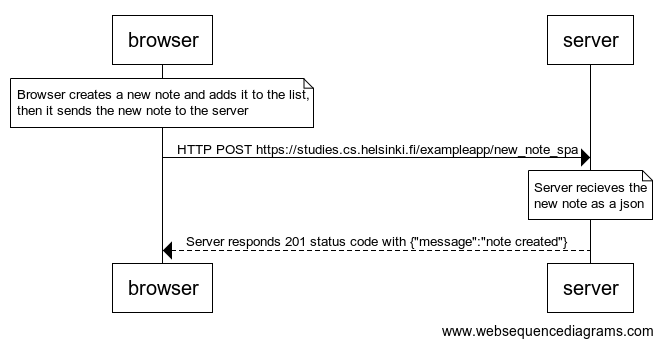 browser
server
Browser creates a new note and adds it to the list,
then it sends the new note to the server
HTTP POST https://studies.cs.helsinki.fi/exampleapp/new_note_spa
Server recieves the
new note as a json
Server responds 201 status code with {"message":"note created"}
browser
server
www.websequencediagrams.com